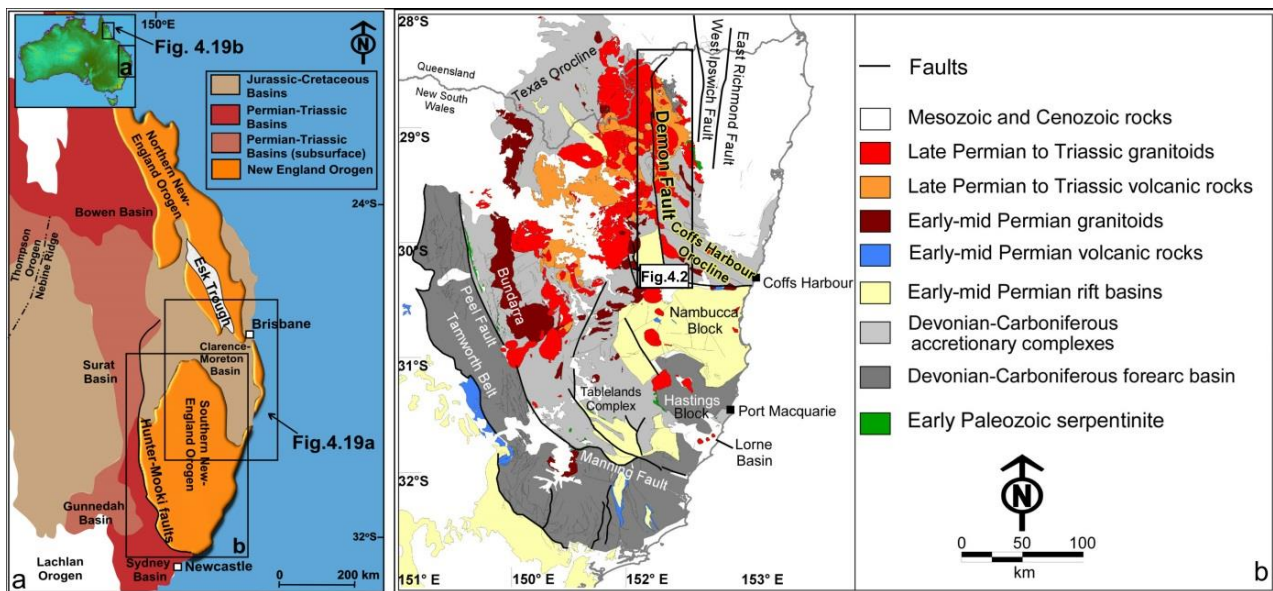 150ºE
Fig. 4.19b
a
N
Jurassic-Cretaceous
Basins
Permian-Triassic
Basins
Permian-Triassic
Basins (subsurface)
New England Orogen
Northern New-
England Orogen
24ºS
Bowen Basin
Thompson
Orogen
Nebine Ridge
Esk Trough
Brisbane
Clarence-
Moreton
Basin
Surat
Basin
Hunter-Mooki faults
Southern New-
England Orogen
Fig.4.19a
Gunnedah
Basin
b
32ºS
Lachlan
Orogen
Sydney
Basin
Newcastle
0 200 km
a
28°S
29°S
30°S
31°S
32°S
151° E
150° E
152° E
153° E
Queensland
New South
Wales
Texas Orocline
West Ipswich Fault
East Richmond Fault
Demon Fault
Coffs Harbour
Orocline
Fig.4.2
Coffs Harbour
Bundarra
Peel Fault
Tamworth Belt
Nambucca
Block
Tablelands
Complex
Hastings
Block
Port Macquarie
Lorne
Basin
Manning Fault
Faults
Mesozoic and Cenozoic rocks
Late Permian to Triassic granitoids
Late Permian to Triassic volcanic rocks
Early-mid Permian granitoids
Early-mid Permian volcanic rocks
Early-mid Permian rift basins
Devonian-Carboniferous
accretionary complexes
Devonian-Carboniferous forearc basin
Early Paleozoic serpentinite
N
0 50 100
km
b